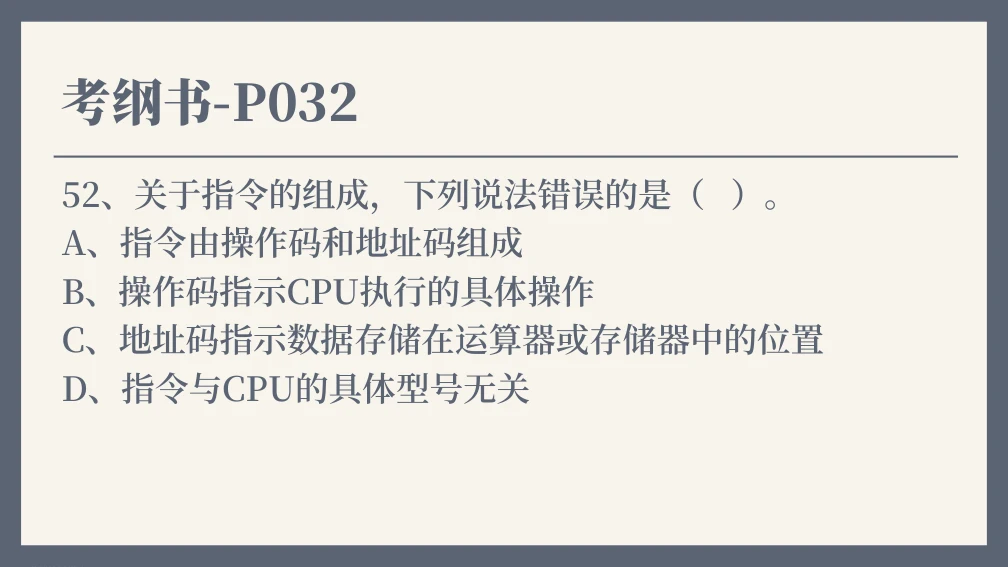 考纲书-P032
52、关于指令的组成，下列说法错误的是（  ）。
A、指令由操作码和地址码组成
B、操作码指示CPU执行的具体操作
C、地址码指示数据存储在运算器或存储器中的位置
D、指令与CPU的具体型号无关